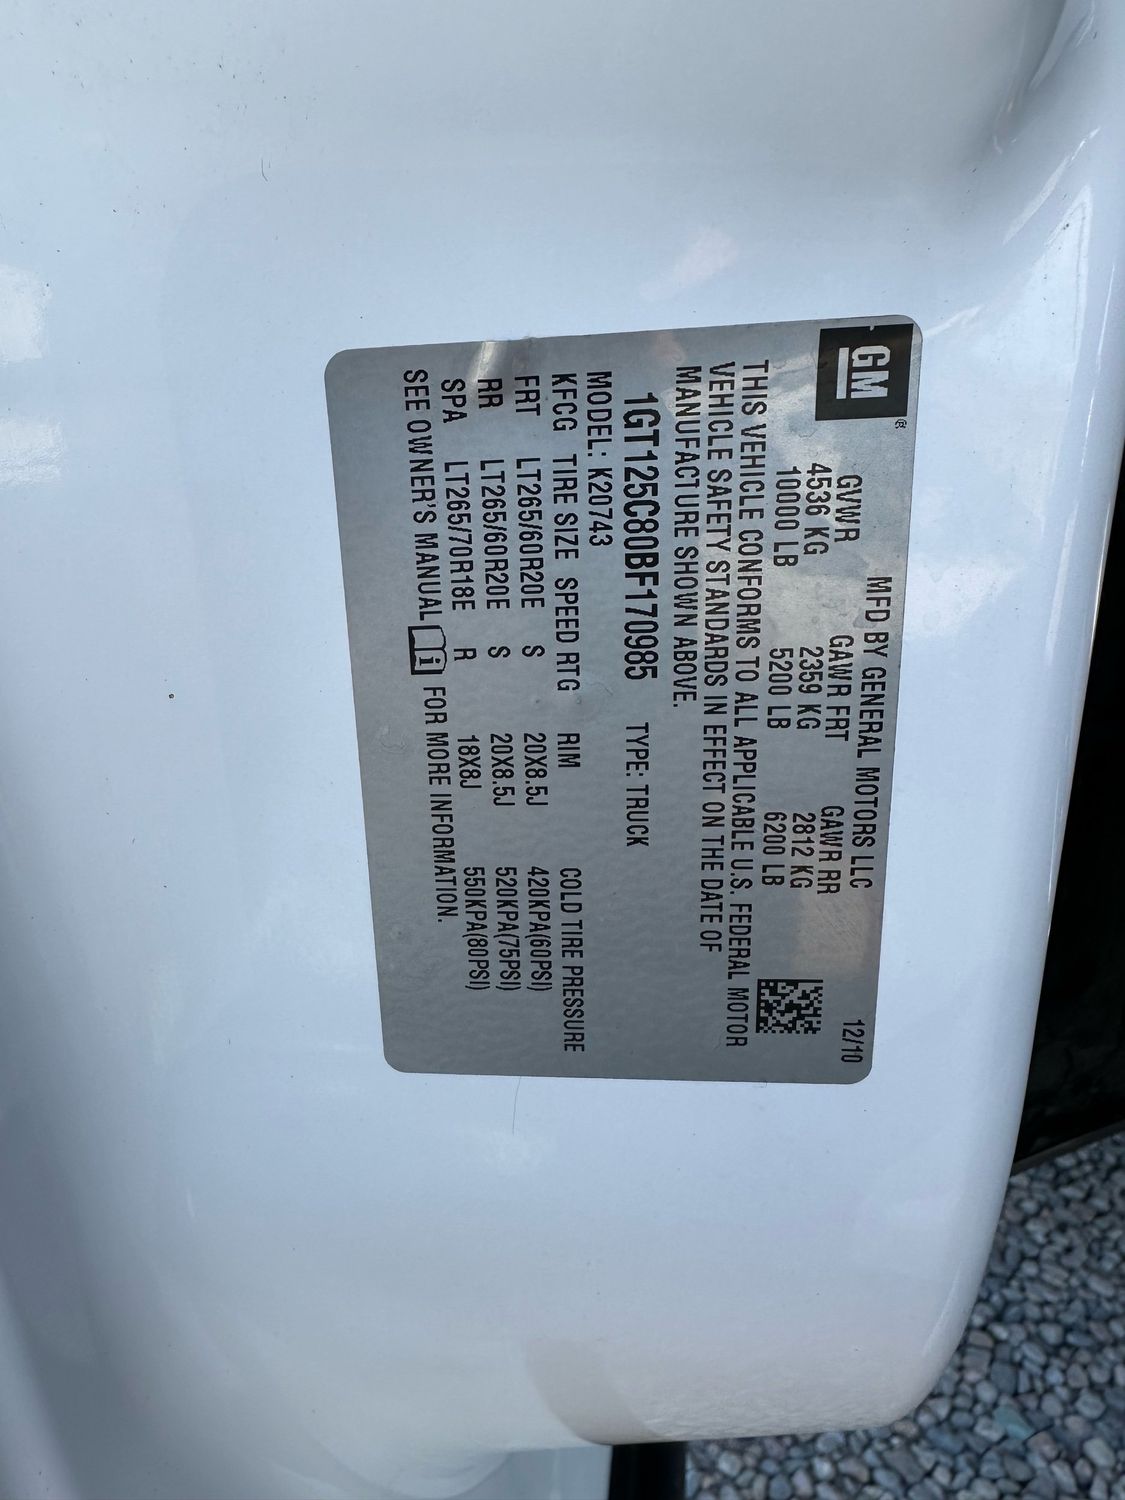 GM®
MFD BY GENERAL MOTORS LLC 12/10
GVWR GAWR FRT GAWR RR
4536 KG 2359 KG 2812 KG
10000 LB 5200 LB 6200 LB
THIS VEHICLE CONFORMS TO ALL APPLICABLE U.S. FEDERAL MOTOR
VEHICLE SAFETY STANDARDS IN EFFECT ON THE DATE OF
MANUFACTURE SHOWN ABOVE.
1GT125C80BF170985 TYPE: TRUCK
MODEL: K20743
KFCG TIRE SIZE SPEED RTG RIM COLD TIRE PRESSURE
FRT LT265/60R20E S 20X8.5J 420KPA(60PSI)
RR LT265/60R20E S 20X8.5J 520KPA(75PSI)
SPA LT265/70R18E R 18X8J 550KPA(80PSI)
SEE OWNER'S MANUAL i FOR MORE INFORMATION.